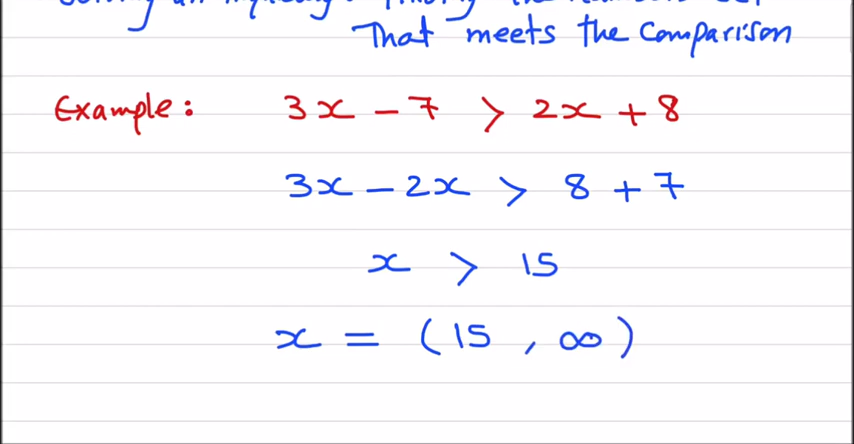 That meets the Comparison
Example: 3x - 7 > 2x + 8
3x - 2x > 8 + 7
x > 15
x = (15, ∞)